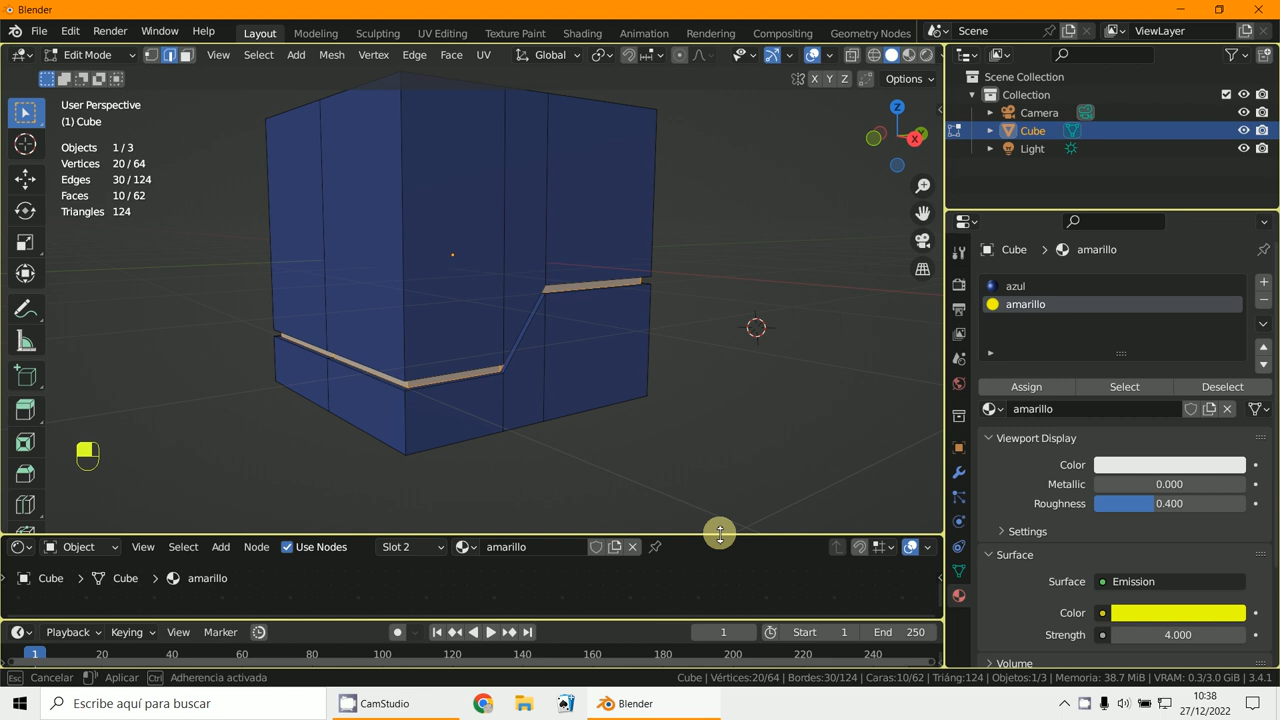 Blender
File Edit Render Window Help Layout Modeling Sculpting UV Editing Texture Paint Shading Animation Rendering Compositing Geometry Nodes Scene ViewLayer
Edit Mode View Select Add Mesh Vertex Edge Face UV Global
X Y Z Options
User Perspective
(1) Cube
Objects 1 / 3
Vertices 20 / 64
Edges 30 / 124
Faces 10 / 62
Triangles 124
Z
X
Scene Collection
Collection
Camera
Cube
Light
Cube amarillo
azul
amarillo
Assign Select Deselect
amarillo
Viewport Display
Color
Metallic 0.000
Roughness 0.400
Settings
Surface
Surface Emission
Color
Strength 4.000
Volume
Object View Select Add Node Use Nodes Slot 2 amarillo
Cube Cube amarillo
Playback Keying View Marker 1 Start 1 End 250
1 20 40 60 80 100 120 140 160 180 200 220 240
Esc Cancelar Aplicar Ctrl Adherencia activada Cube | Vértices:20/64 | Bordes:30/124 | Caras:10/62 | Triáng:124 | Objetos:1/3 | Memoria: 38.7 MiB | VRAM: 0.3/3.0 GiB | 3.4.1
Escribe aquí para buscar CamStudio Blender 10:38
27/12/2022